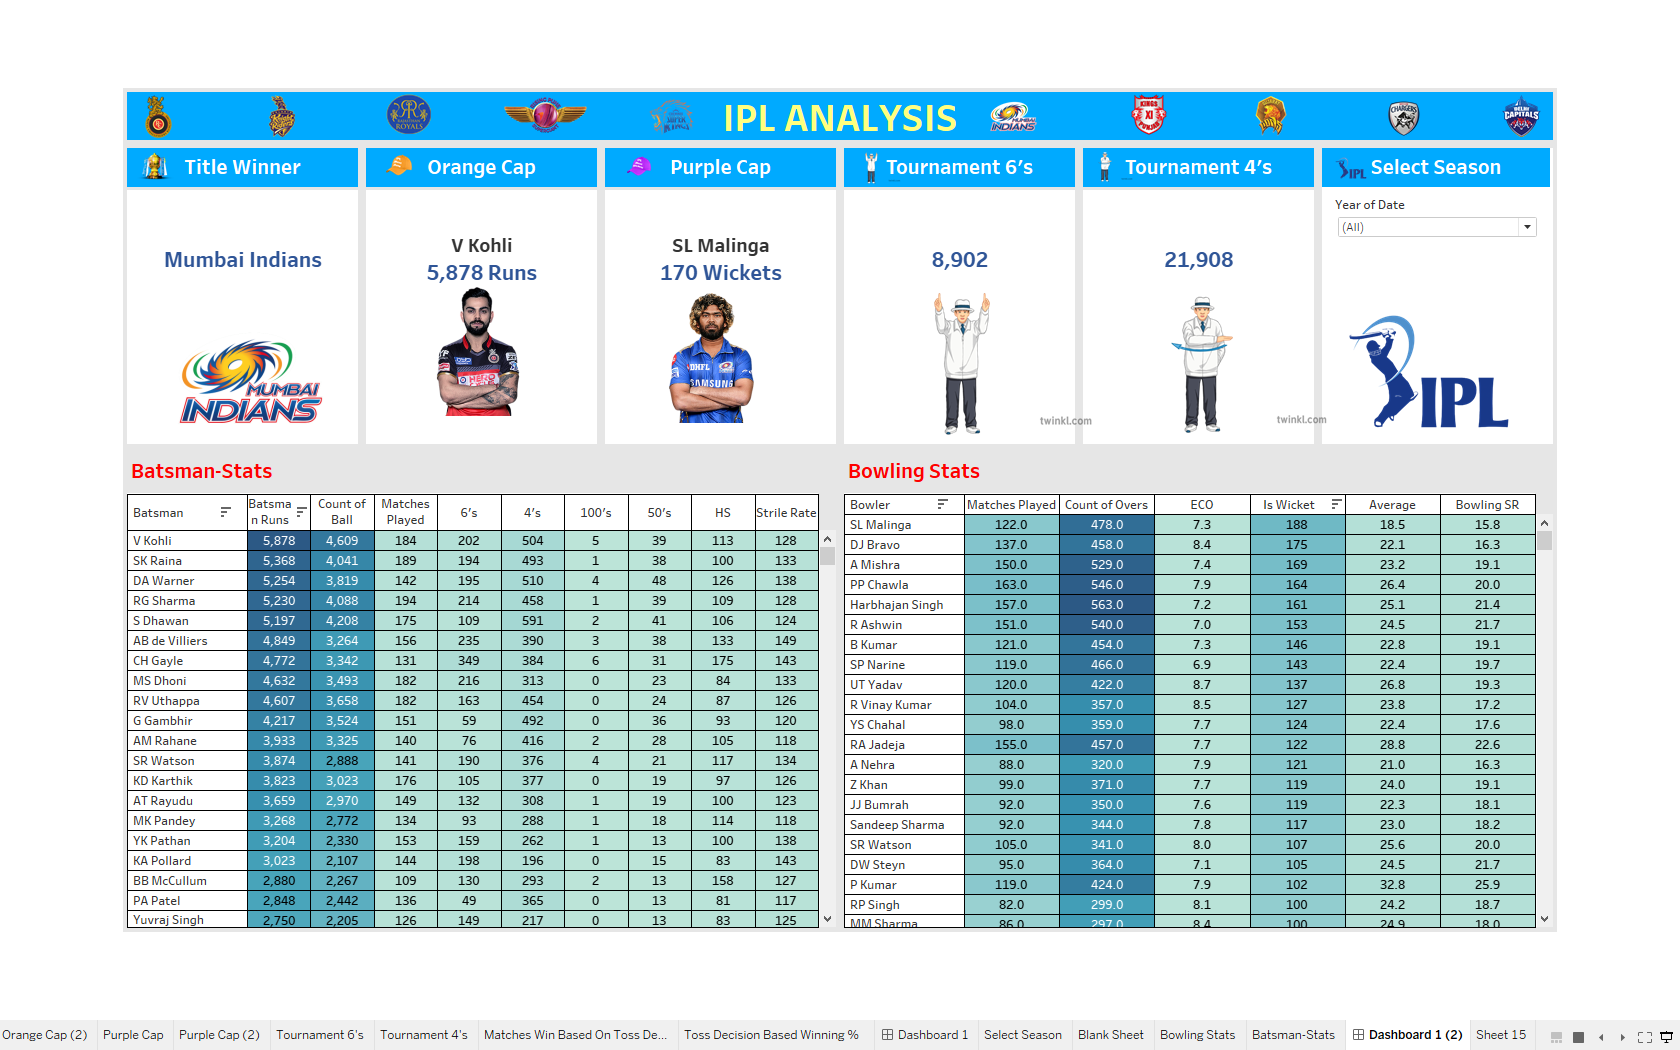 IPL ANALYSIS
RAJASTHAN ROYALS
MUMBAI INDIANS
KINGS XI PUNJAB
CHARGERS
DELHI CAPITALS
Title Winner
Orange Cap
Purple Cap
Tournament 6's
Tournament 4's
IPL Select Season
Mumbai Indians
V Kohli
5,878 Runs
SL Malinga
170 Wickets
8,902
21,908
Year of Date
(All)
MUMBAI
INDIANS
DHFL
SAMSUNG
twinkl.com
twinkl.com
IPL
Batsman-Stats
Batsman Batsma n Runs Count of Ball Matches Played 6's 4's 100's 50's HS Strile Rate
V Kohli 5,878 4,609 184 202 504 5 39 113 128
SK Raina 5,368 4,041 189 194 493 1 38 100 133
DA Warner 5,254 3,819 142 195 510 4 48 126 138
RG Sharma 5,230 4,088 194 214 458 1 39 109 128
S Dhawan 5,197 4,208 175 109 591 2 41 106 124
AB de Villiers 4,849 3,264 156 235 390 3 38 133 149
CH Gayle 4,772 3,342 131 349 384 6 31 175 143
MS Dhoni 4,632 3,493 182 216 313 0 23 84 133
RV Uthappa 4,607 3,658 182 163 454 0 24 87 126
G Gambhir 4,217 3,524 151 59 492 0 36 93 120
AM Rahane 3,933 3,325 140 76 416 2 28 105 118
SR Watson 3,874 2,888 141 190 376 4 21 117 134
KD Karthik 3,823 3,023 176 105 377 0 19 97 126
AT Rayudu 3,659 2,970 149 132 308 1 19 100 123
MK Pandey 3,268 2,772 134 93 288 1 18 114 118
YK Pathan 3,204 2,330 153 159 262 1 13 100 138
KA Pollard 3,023 2,107 144 198 196 0 15 83 143
BB McCullum 2,880 2,267 109 130 293 2 13 158 127
PA Patel 2,848 2,442 136 49 365 0 13 81 117
Yuvraj Singh 2,750 2,205 126 149 217 0 13 83 125
Bowling Stats
Bowler Matches Played Count of Overs ECO Is Wicket Average Bowling SR
SL Malinga 122.0 478.0 7.3 188 18.5 15.8
DJ Bravo 137.0 458.0 8.4 175 22.1 16.3
A Mishra 150.0 529.0 7.4 169 23.2 19.1
PP Chawla 163.0 546.0 7.9 164 26.4 20.0
Harbhajan Singh 157.0 563.0 7.2 161 25.1 21.4
R Ashwin 151.0 540.0 7.0 153 24.5 21.7
B Kumar 121.0 454.0 7.3 146 22.8 19.1
SP Narine 119.0 466.0 6.9 143 22.4 19.7
UT Yadav 120.0 422.0 8.7 137 26.8 19.3
R Vinay Kumar 104.0 357.0 8.5 127 23.8 17.2
YS Chahal 98.0 359.0 7.7 124 22.4 17.6
RA Jadeja 155.0 457.0 7.7 122 28.8 22.6
A Nehra 88.0 320.0 7.9 121 21.0 16.3
Z Khan 99.0 371.0 7.7 119 24.0 19.1
JJ Bumrah 92.0 350.0 7.6 119 22.3 18.1
Sandeep Sharma 92.0 344.0 7.8 117 23.0 18.2
SR Watson 105.0 341.0 8.0 107 25.6 20.0
DW Steyn 95.0 364.0 7.1 105 24.5 21.7
P Kumar 119.0 424.0 7.9 102 32.8 25.9
RP Singh 82.0 299.0 8.1 100 24.2 18.7
MM Sharma 86.0 297.0 8.4 100 24.9 18.0
Orange Cap (2) Purple Cap Purple Cap (2) Tournament 6's Tournament 4's Matches Win Based On Toss De... Toss Decision Based Winning % Dashboard 1 Select Season Blank Sheet Bowling Stats Batsman-Stats Dashboard 1 (2) Sheet 15